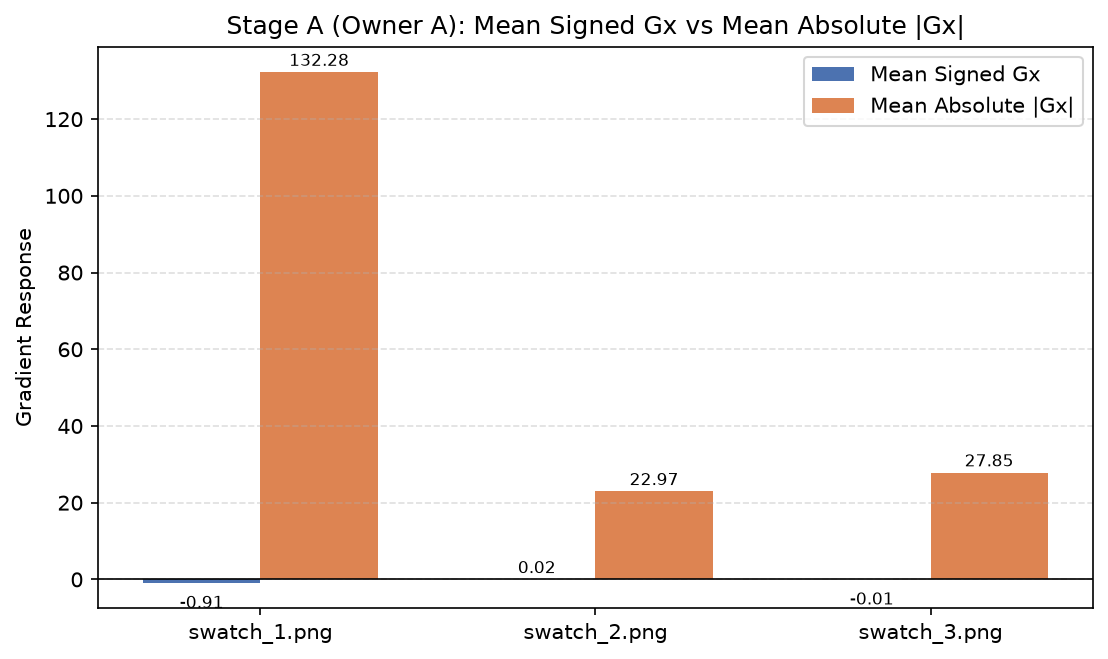 Stage A (Owner A): Mean Signed Gx vs Mean Absolute |Gx|
132.28
Mean Signed Gx
Mean Absolute |Gx|
120
100
80
60
40
20
0
Gradient Response
22.97
27.85
0.02
-0.91
-0.01
swatch_1.png
swatch_2.png
swatch_3.png